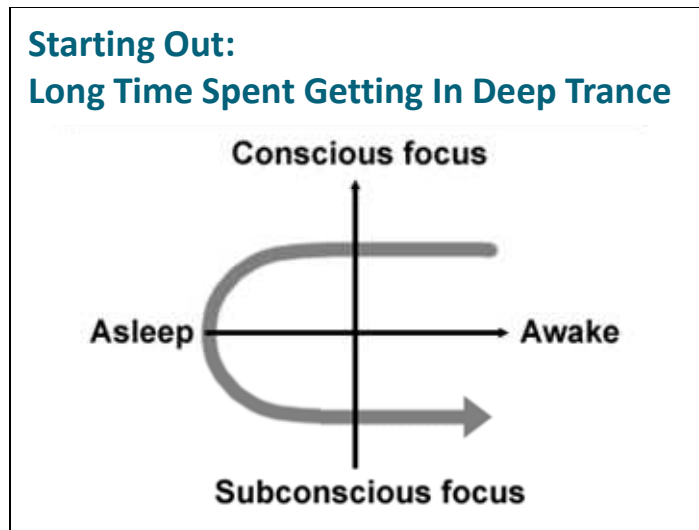 Starting Out:
Long Time Spent Getting In Deep Trance
Conscious focus
Asleep
Awake
Subconscious focus